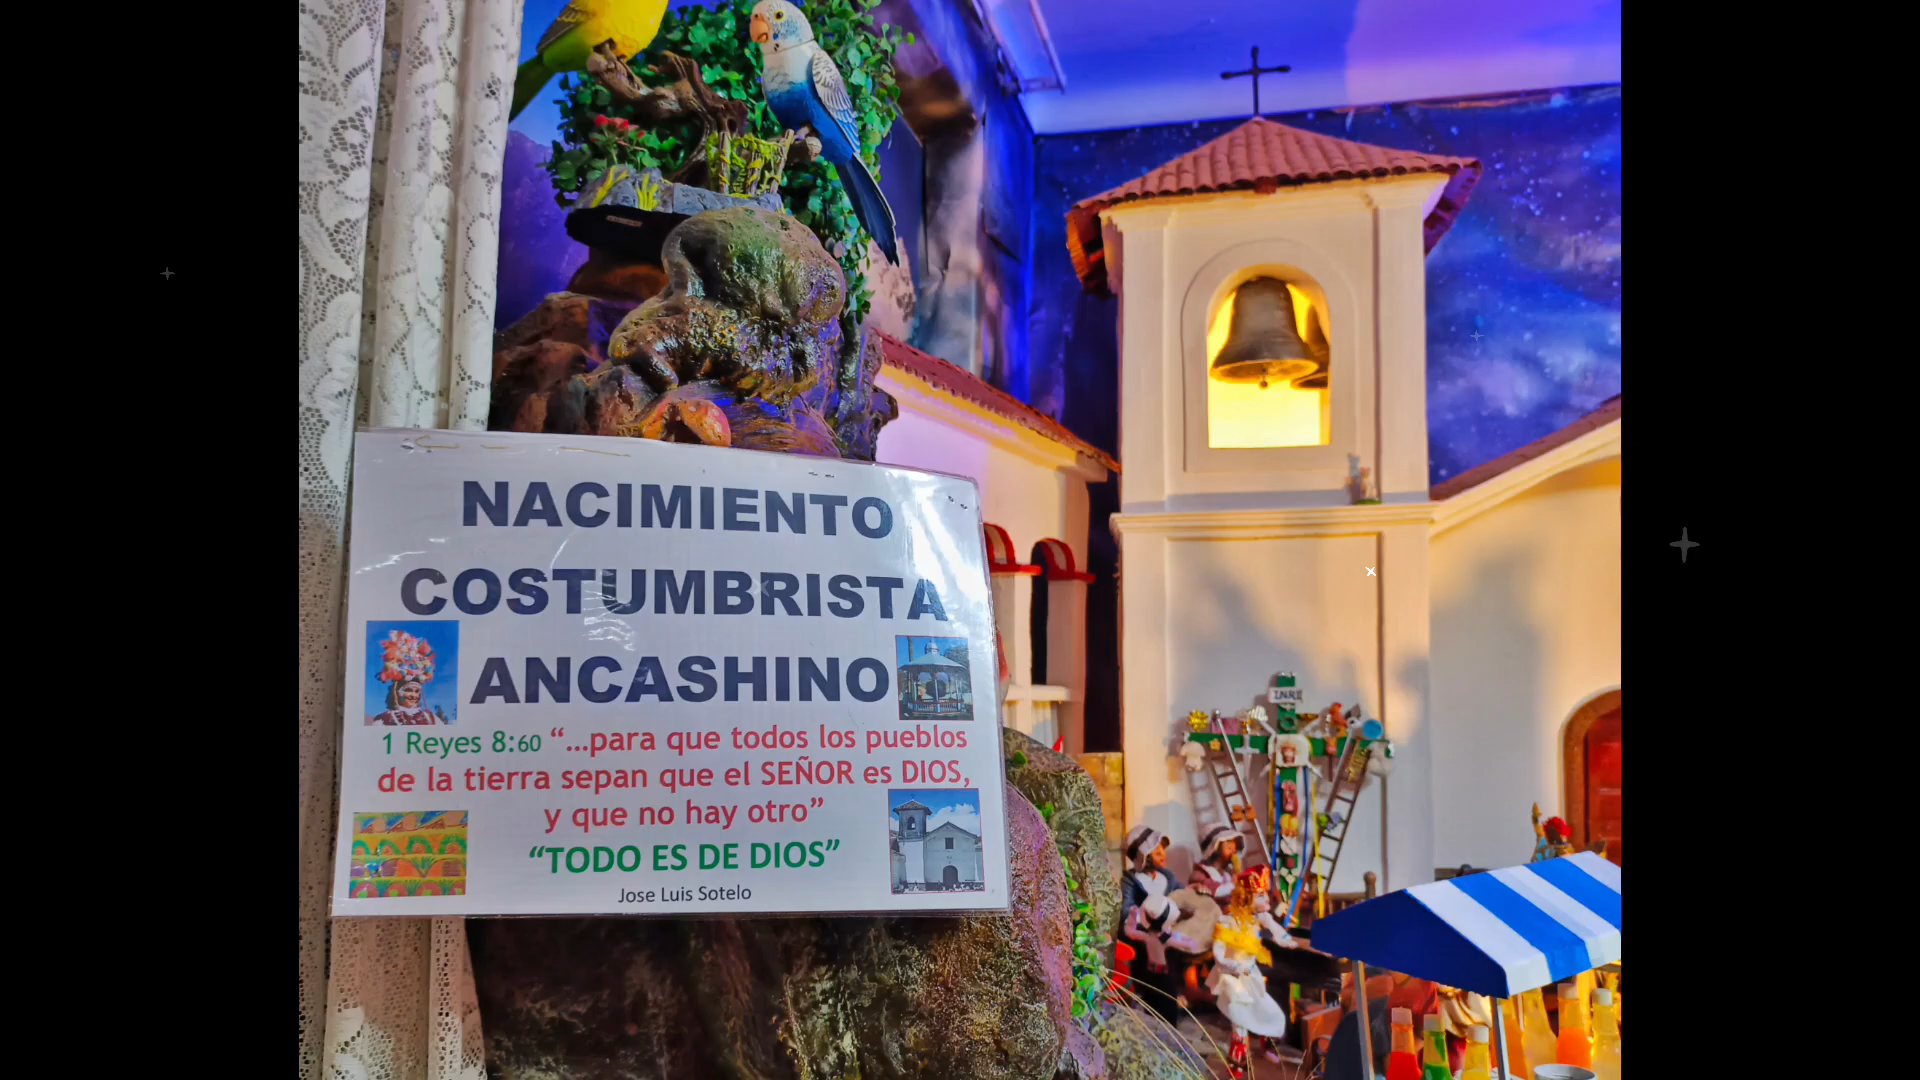 NACIMIENTO
COSTUMBRISTA
ANCASHINO
1 Reyes 8:60 “...para que todos los pueblos
de la tierra sepan que el SEÑOR es DIOS,
y que no hay otro”
“TODO ES DE DIOS”
Jose Luis Sotelo
INRI